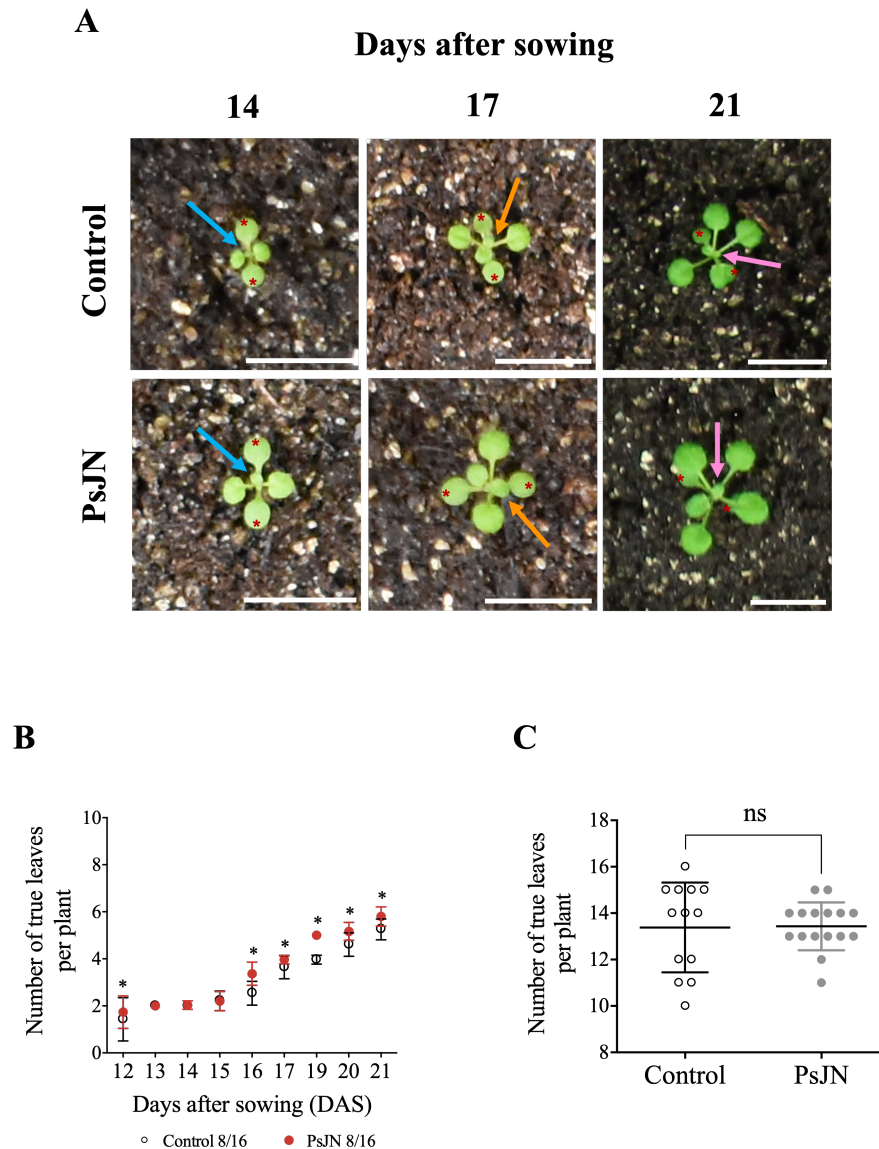 A
Days after sowing
14 17 21
Control
PsJN
B
Number of true leaves
per plant
10
8
6
4
2
0
* * * * * *
12 13 14 15 16 17 19 20 21
Days after sowing (DAS)
Control 8/16 PsJN 8/16
C
Number of true leaves
per plant
18
16
14
12
10
8
ns
Control PsJN